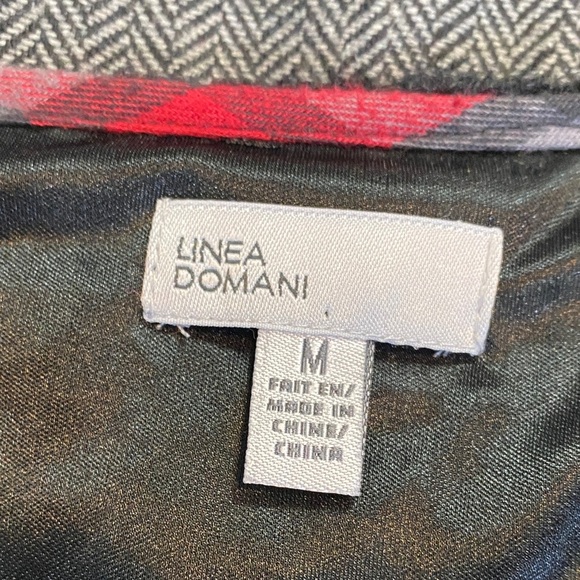 LINEA
DOMANI
M
FAIT EN/
MADE IN
CHINE/
CHINA